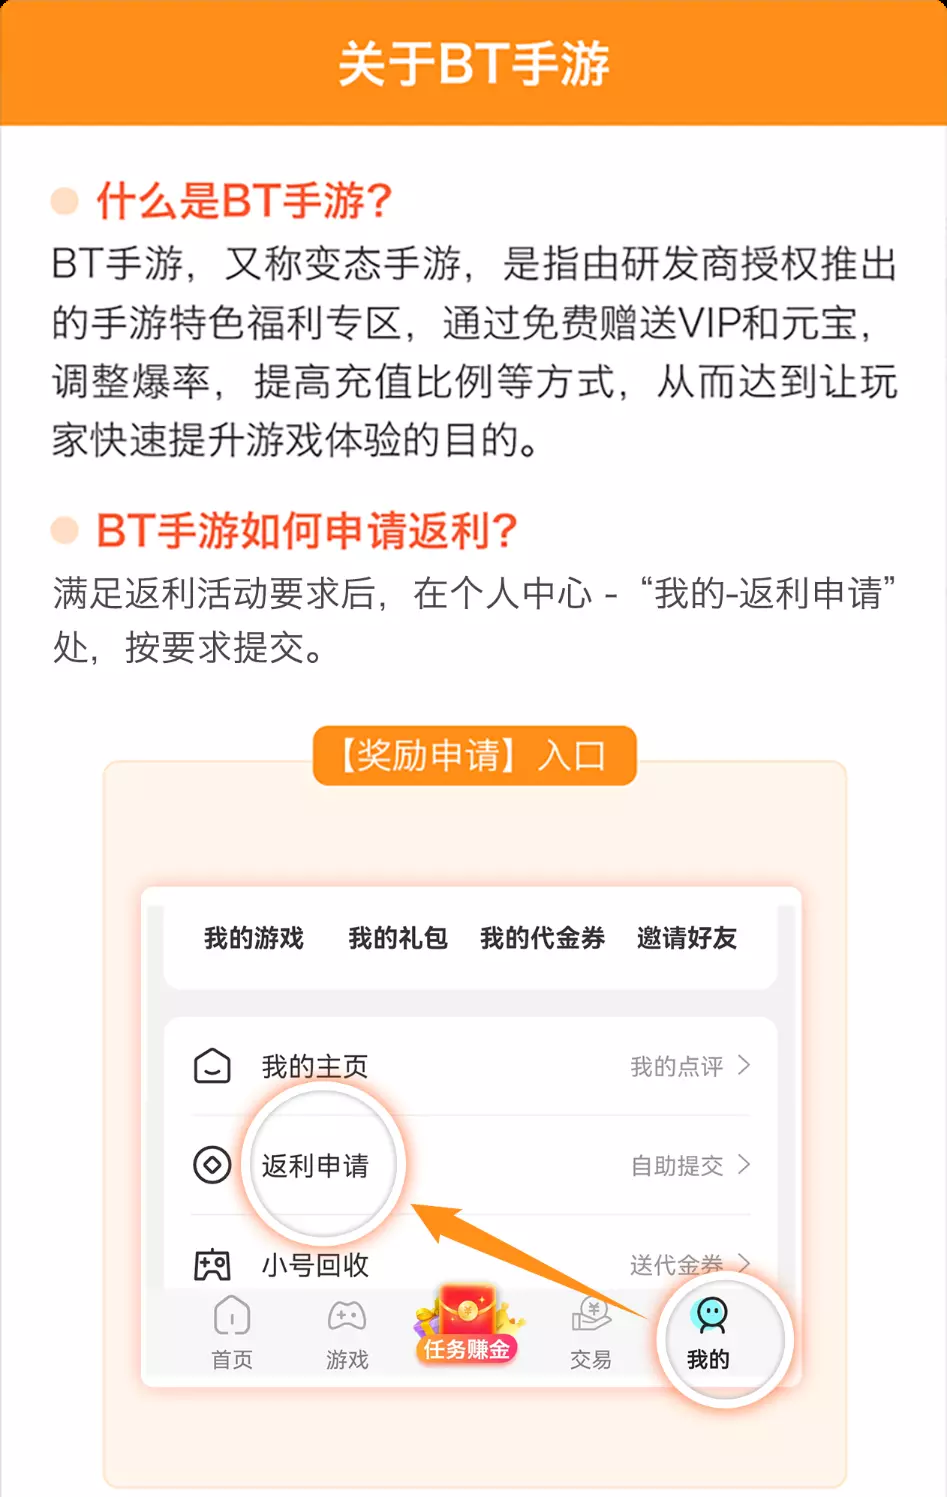 关于BT手游
什么是BT手游?
BT手游，又称变态手游，是指由研发商授权推出
的手游特色福利专区，通过免费赠送VIP和元宝，
调整爆率，提高充值比例等方式，从而达到让玩
家快速提升游戏体验的目的。
BT手游如何申请返利?
满足返利活动要求后，在个人中心 - “我的-返利申请”
处，按要求提交。
【奖励申请】入口
我的游戏 我的礼包 我的代金券 邀请好友
我的主页 我的点评
返利申请 自助提交
小号回收 送代金券
首页 游戏 任务赚金 交易 我的